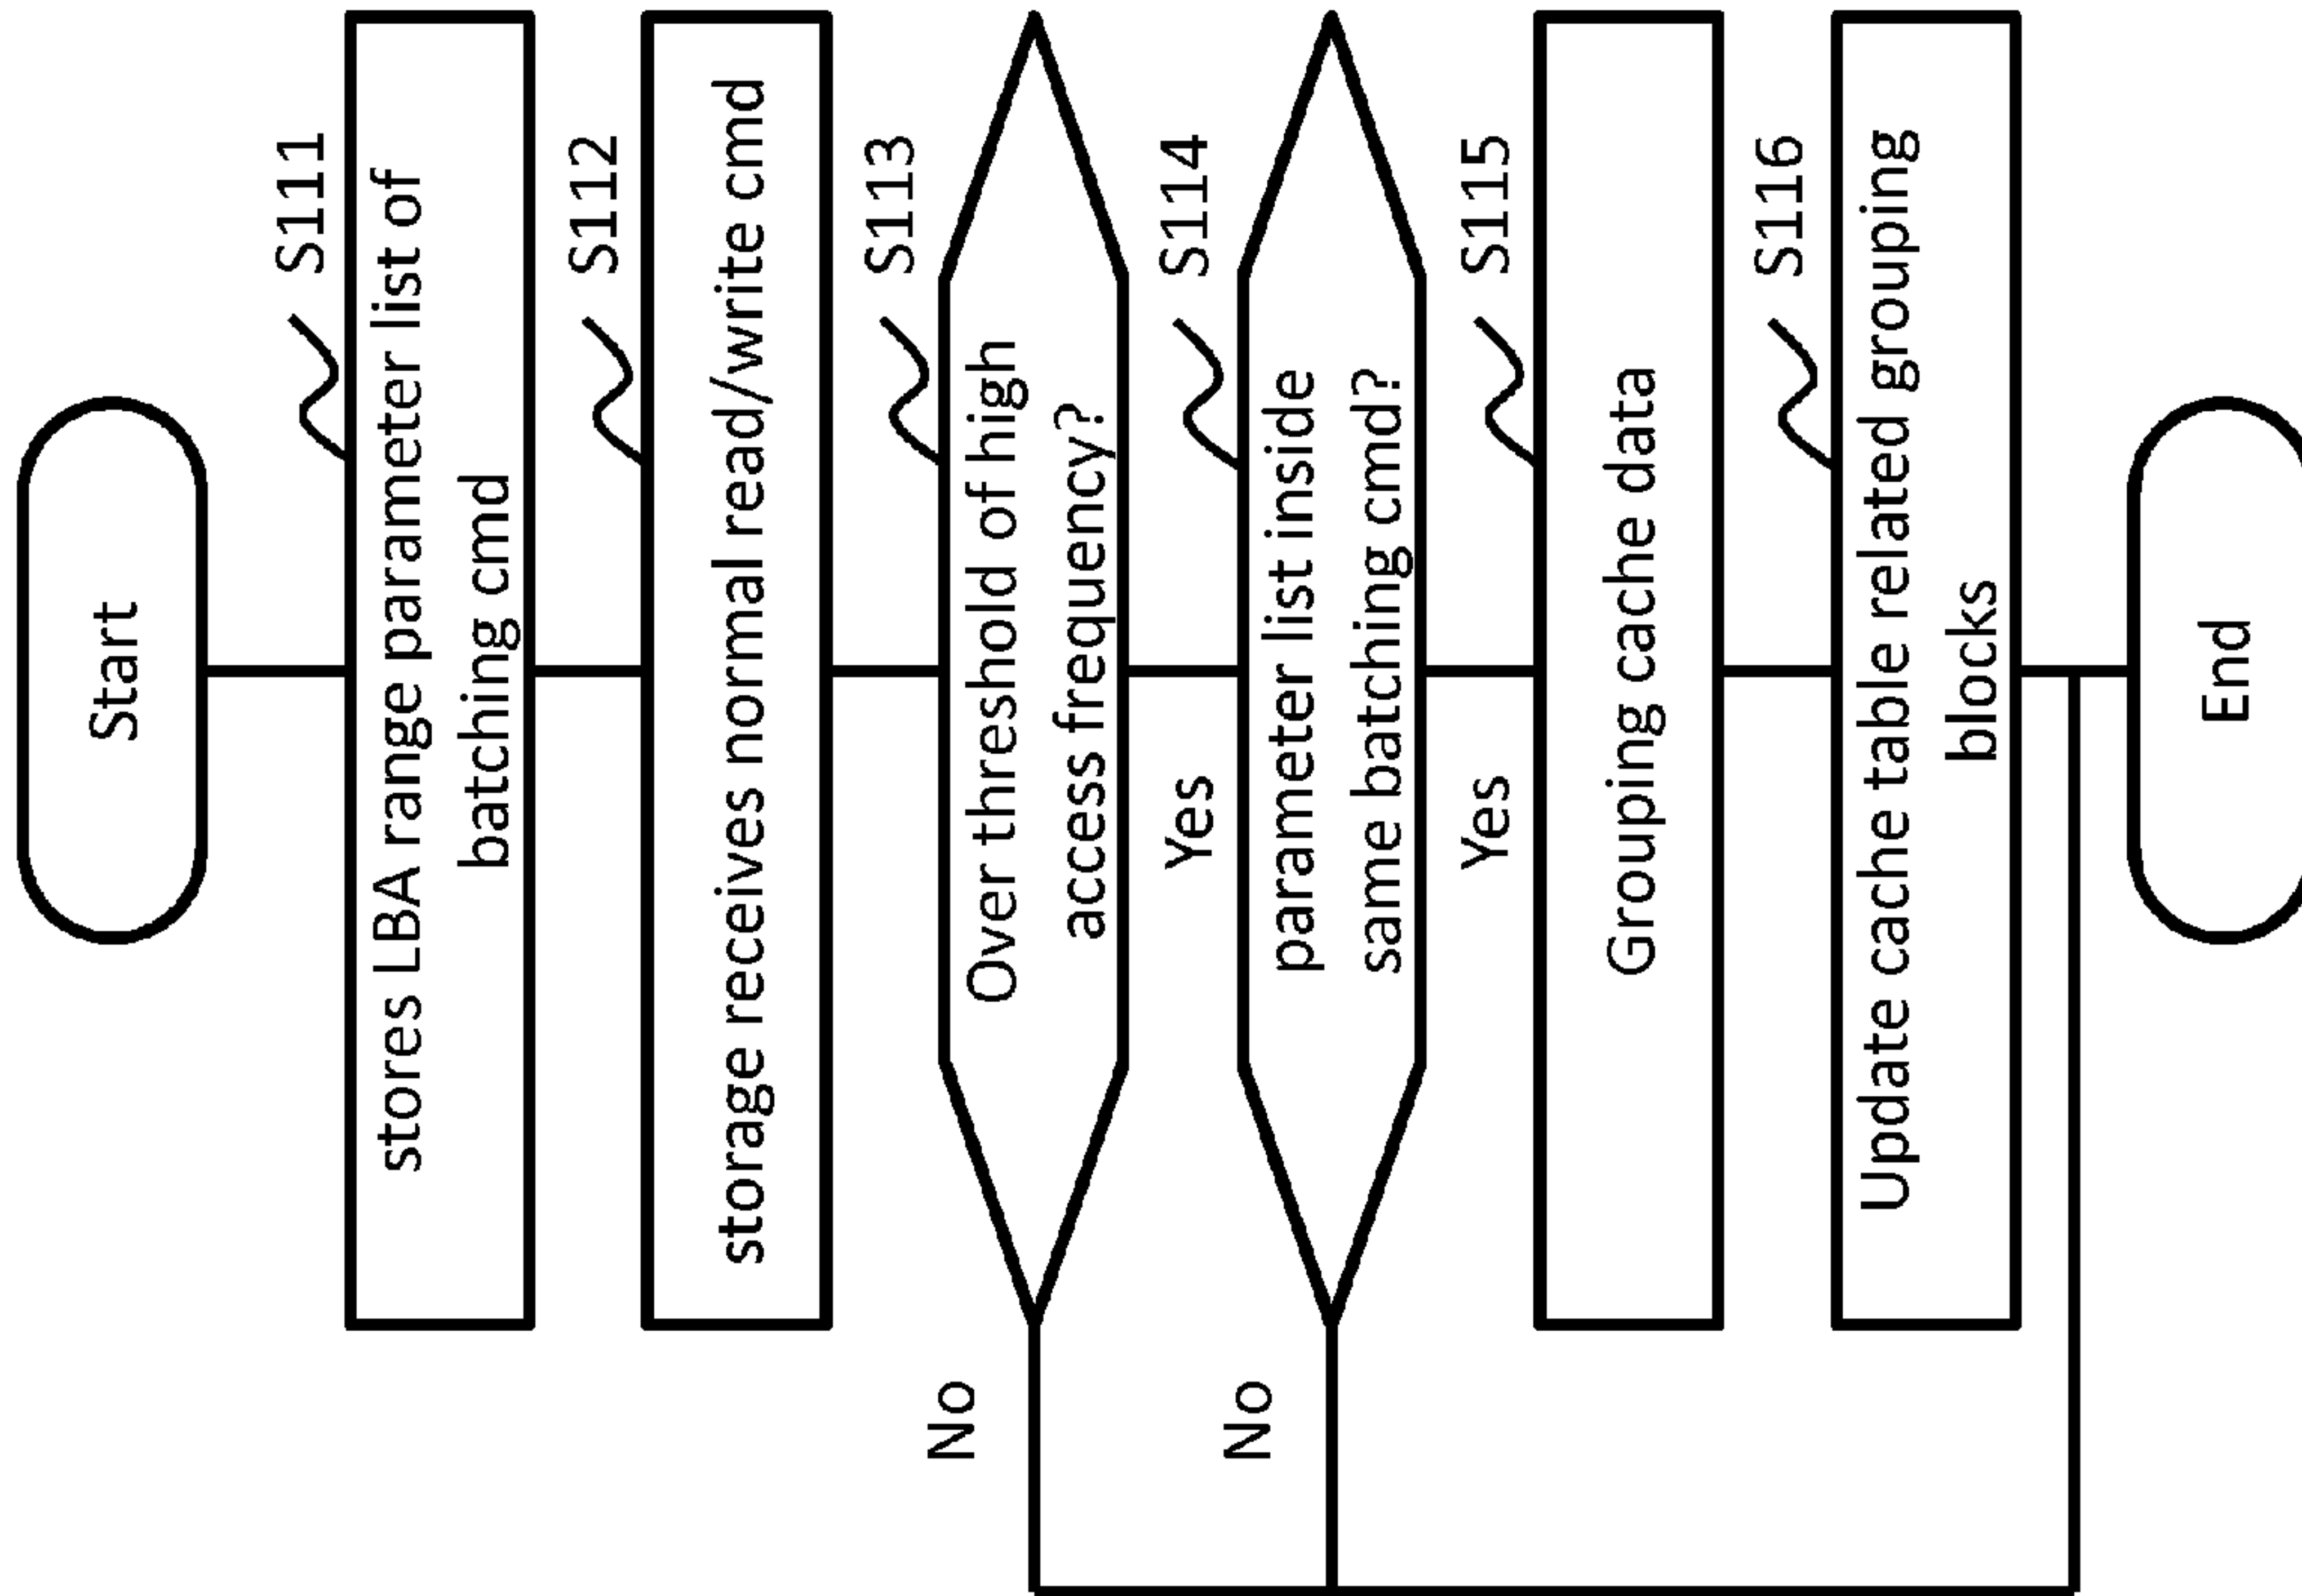 Start
S111
stores LBA range parameter list of
batching cmd
S112
storage receives normal read/write cmd
S113
Over threshold of high
access frequency?
No
S114
Yes
parameter list inside
same batching cmd?
No
S115
Yes
Grouping cache data
S116
Update cache table related grouping
blocks
End